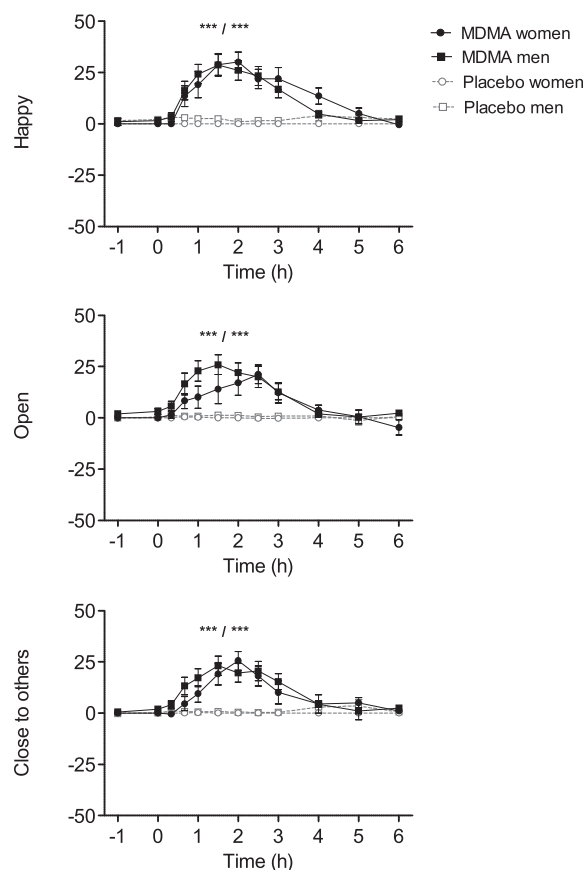 50
*** / ***
MDMA women
25
MDMA men
Happy
Placebo women
0
Placebo men
-25
-50
-1 0 1 2 3 4 5 6
Time (h)
50
*** / ***
25
Open
0
-25
-50
-1 0 1 2 3 4 5 6
Time (h)
50
*** / ***
25
Close to others
0
-25
-50
-1 0 1 2 3 4 5 6
Time (h)